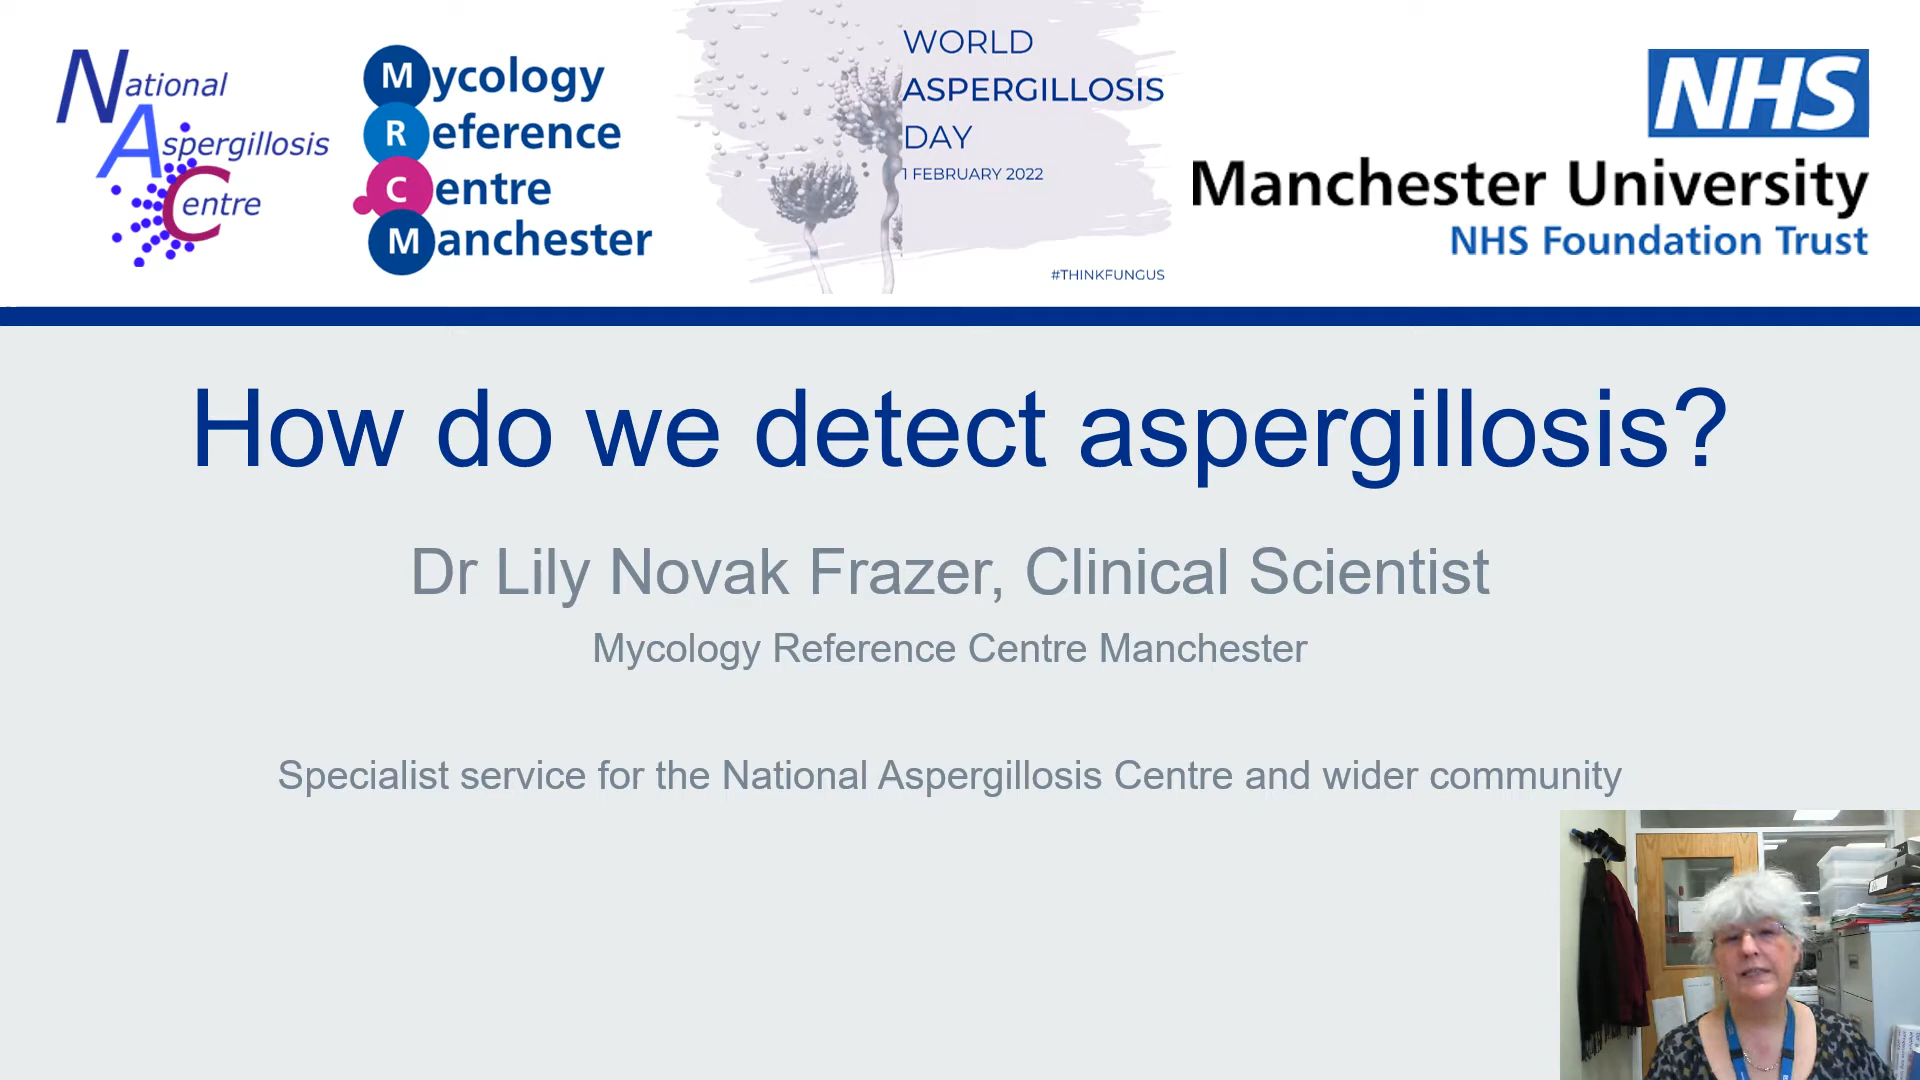 National
Aspergillosis
Centre
Mycology
Reference
Centre
Manchester
WORLD
ASPERGILLOSIS
DAY
1 FEBRUARY 2022
#THINKFUNGUS
NHS
Manchester University
NHS Foundation Trust
How do we detect aspergillosis?
Dr Lily Novak Frazer, Clinical Scientist
Mycology Reference Centre Manchester
Specialist service for the National Aspergillosis Centre and wider community